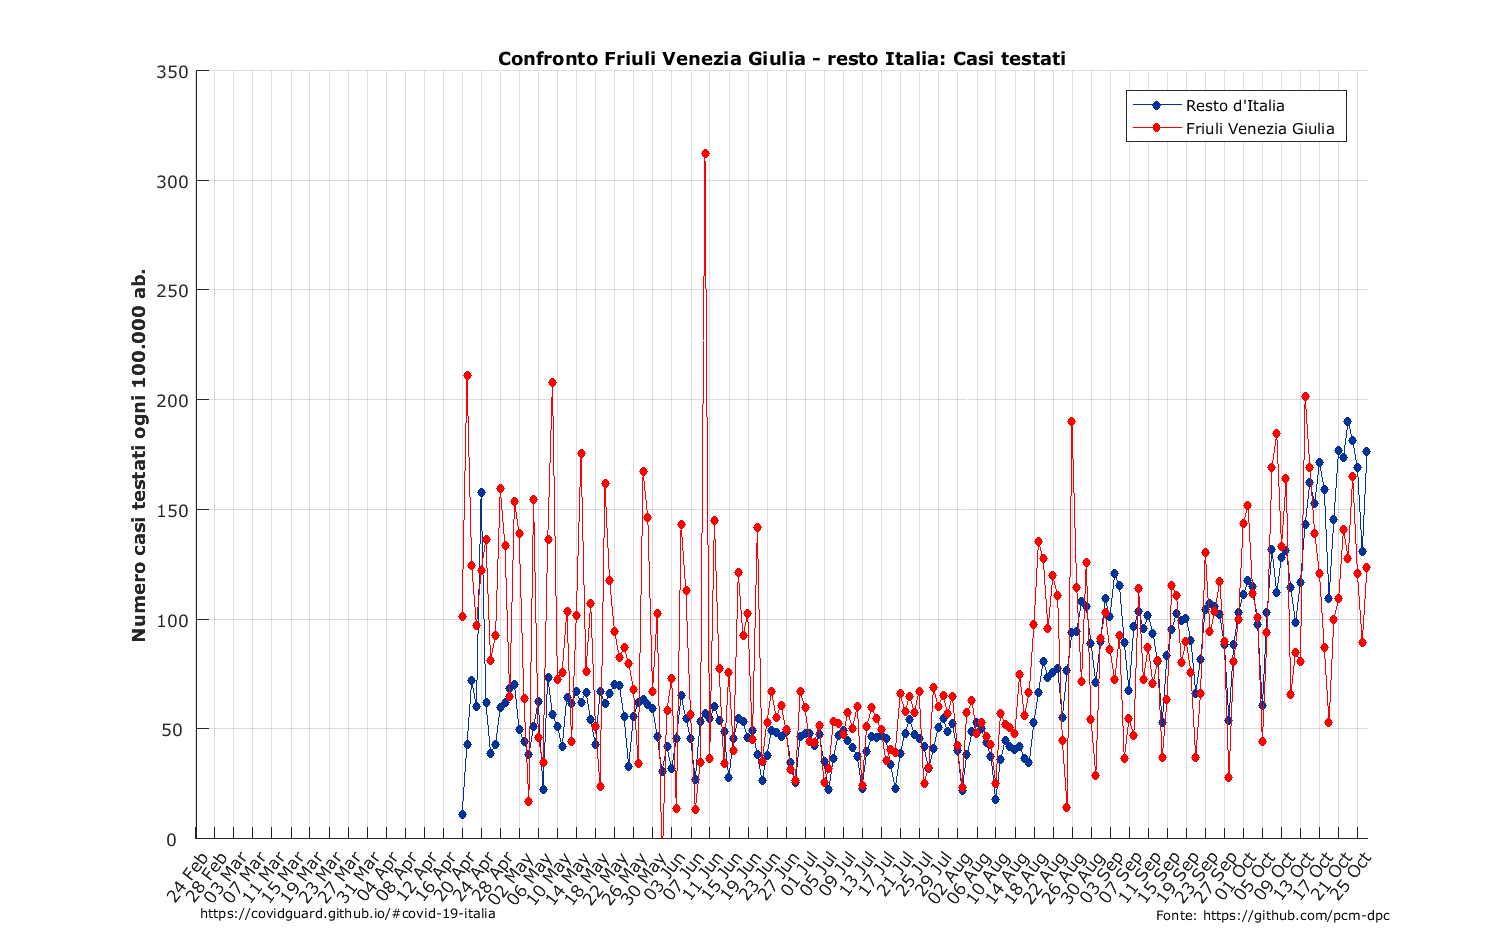 Confronto Friuli Venezia Giulia - resto Italia: Casi testati
Resto d'Italia
Friuli Venezia Giulia
Numero casi testati ogni 100.000 ab.
350
300
250
200
150
100
50
0
24 Feb
28 Feb
03 Mar
07 Mar
11 Mar
15 Mar
19 Mar
23 Mar
27 Mar
31 Mar
04 Apr
08 Apr
12 Apr
16 Apr
20 Apr
24 Apr
28 Apr
02 May
06 May
10 May
14 May
18 May
22 May
26 May
30 May
03 Jun
07 Jun
11 Jun
15 Jun
19 Jun
23 Jun
27 Jun
01 Jul
05 Jul
09 Jul
13 Jul
17 Jul
21 Jul
25 Jul
29 Jul
02 Aug
06 Aug
10 Aug
14 Aug
18 Aug
22 Aug
26 Aug
30 Aug
03 Sep
07 Sep
11 Sep
15 Sep
19 Sep
23 Sep
27 Sep
01 Oct
05 Oct
09 Oct
13 Oct
17 Oct
21 Oct
25 Oct
https://covidguard.github.io/#covid-19-italia
Fonte: https://github.com/pcm-dpc